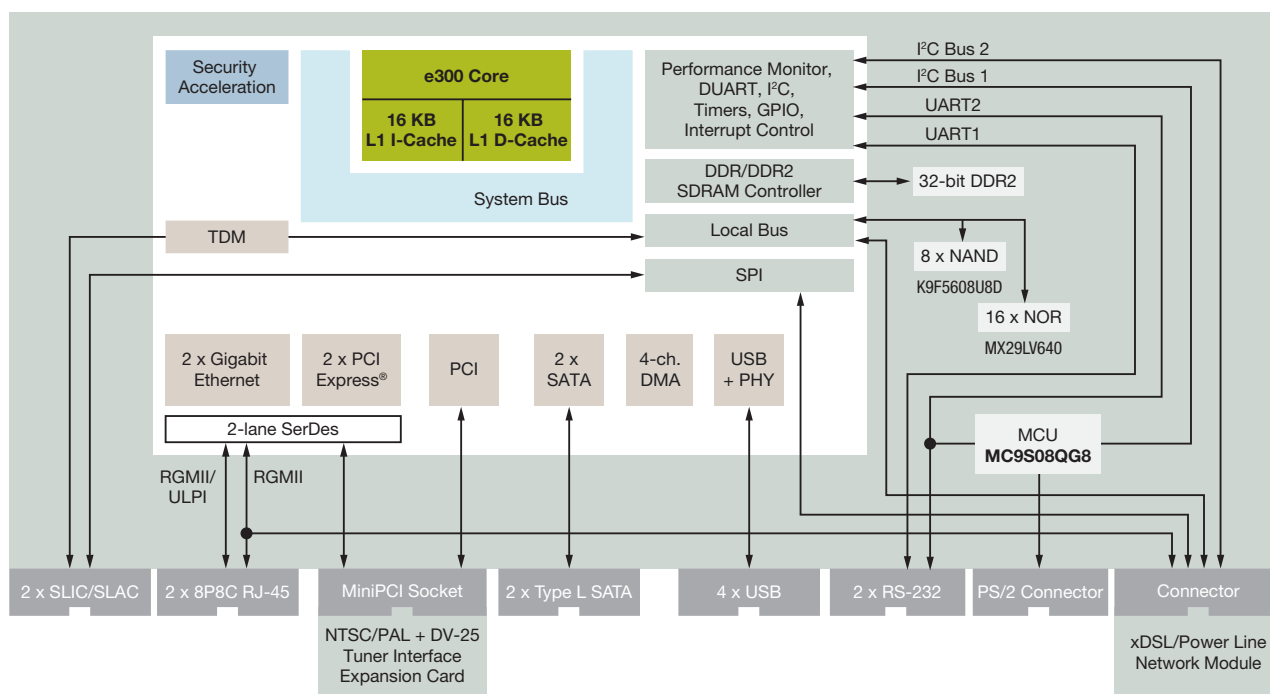 Security
Acceleration
e300 Core
16 KB
L1 I-Cache
16 KB
L1 D-Cache
System Bus
Performance Monitor,
DUART, I²C,
Timers, GPIO,
Interrupt Control
I²C Bus 2
I²C Bus 1
UART2
UART1
DDR/DDR2
SDRAM Controller
32-bit DDR2
TDM
Local Bus
8 x NAND
K9F5608U8D
SPI
16 x NOR
MX29LV640
2 x Gigabit
Ethernet
2 x PCI
Express®
PCI
2 x
SATA
4-ch.
DMA
USB
+ PHY
2-lane SerDes
MCU
MC9S08QG8
RGMII/
ULPI
RGMII
2 x SLIC/SLAC
2 x 8P8C RJ-45
MiniPCI Socket
2 x Type L SATA
4 x USB
2 x RS-232
PS/2 Connector
Connector
NTSC/PAL + DV-25
Tuner Interface
Expansion Card
xDSL/Power Line
Network Module